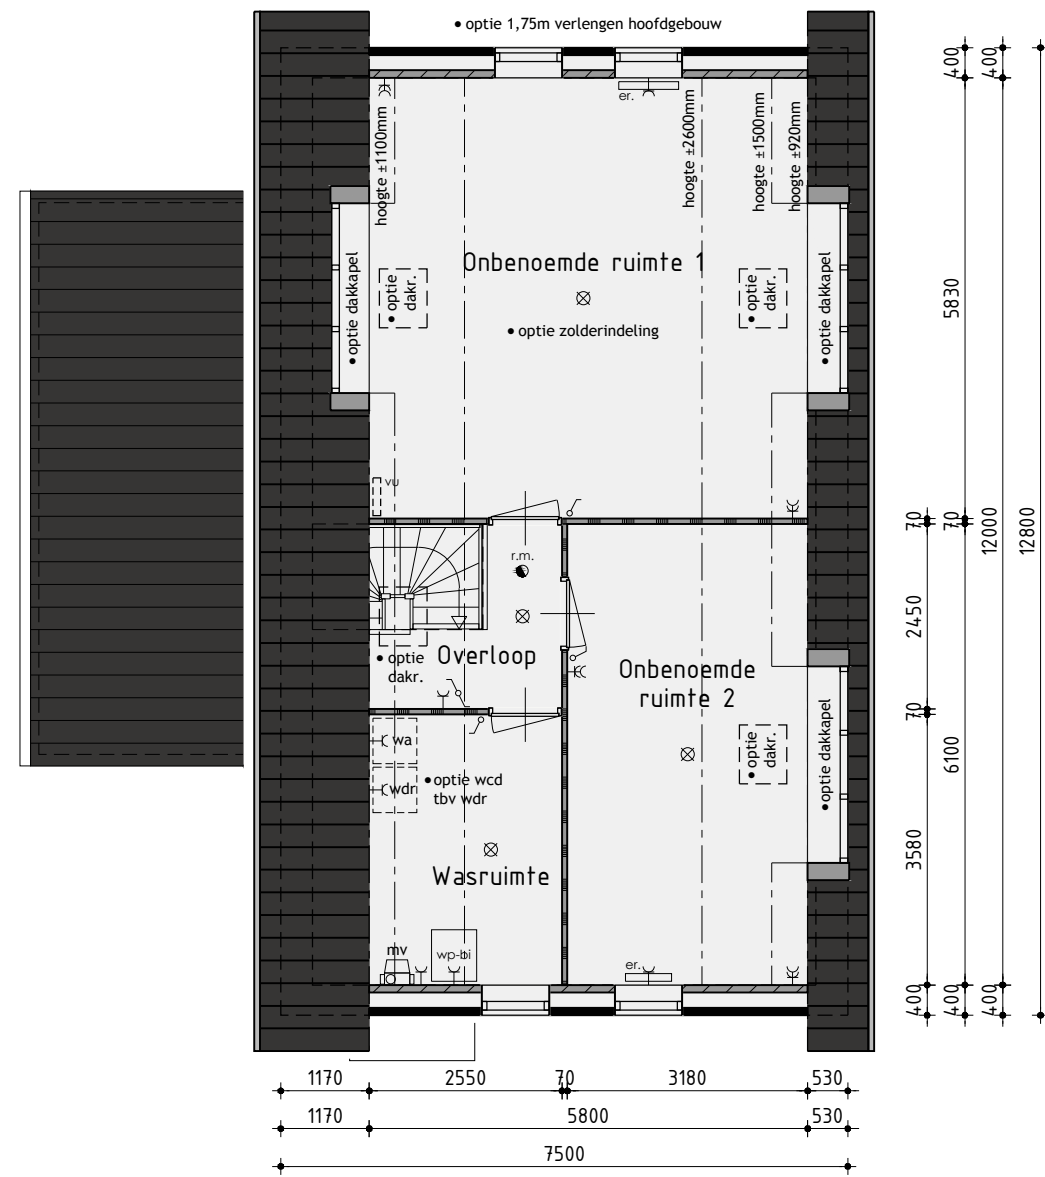 • optie 1,75m verlengen hoofdgebouw
er.
hoogte ±1100mm
hoogte ±2600mm
hoogte ±1500mm
hoogte ±920mm
Onbenoemde ruimte 1
• optie zolderindeling
• optie dakkapel
• optie
dakr.
• optie
dakr.
• optie dakkapel
vu
r.m.
Overloop
• optie
dakr.
Onbenoemde
ruimte 2
• optie
dakr.
• optie dakkapel
wa
wdr
• optie wcd
tbv wdr
Wasruimte
mv
wp-bi
er.
400
400
5830
70
70
12000
12800
2450
70
6100
3580
400
400
400
1170
2550
70
3180
530
1170
5800
530
7500